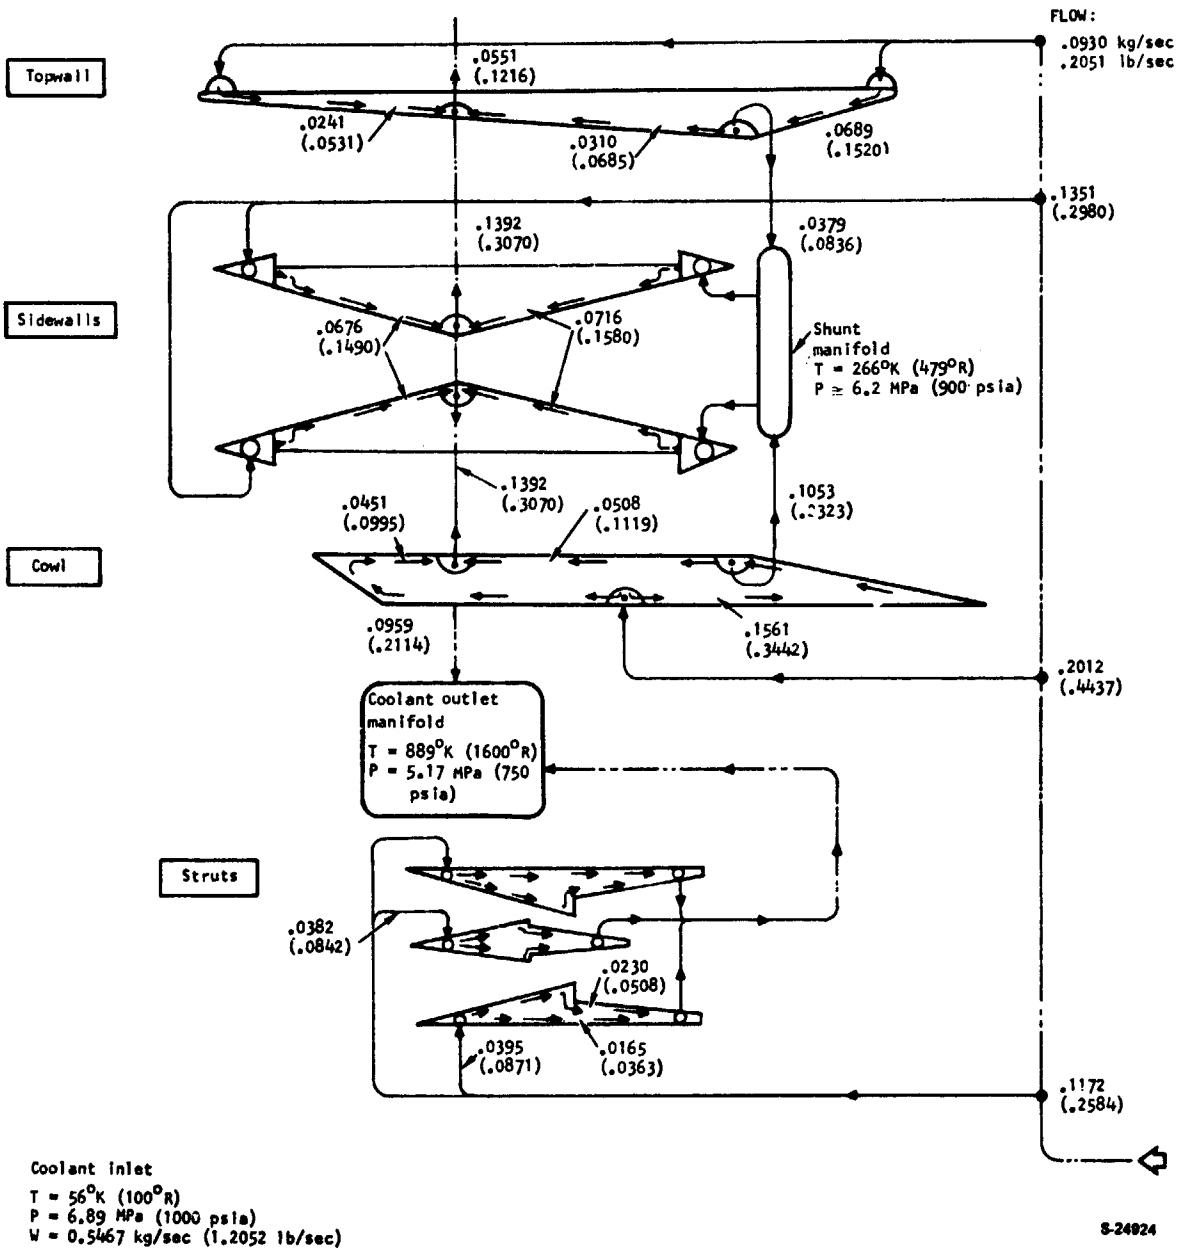 FLOW:
.0930 kg/sec
.2051 lb/sec
Topwall
.0551
(.1216)
.0241
(.0531)
.0310
(.0685)
.0689
(.1520)
.1351
(.2980)
.1392
(.3070)
.0379
(.0836)
Sidewalls
.0676
(.1490)
.0716
(.1580)
Shunt
manifold
T = 266°K (479°R)
P ≃ 6.2 MPa (900 psia)
.1392
(.3070)
.0451
(.0995)
.0508
(.1119)
.1053
(.2323)
Cowl
.0959
(.2114)
.1561
(.3442)
.2012
(.4437)
Coolant outlet
manifold
T = 889°K (1600°R)
P = 5.17 MPa (750
psia)
Struts
.0382
(.0842)
.0230
(.0508)
.0395
(.0871)
.0165
(.0363)
.1172
(.2584)
Coolant inlet
T = 56°K (100°R)
P = 6.89 MPa (1000 psia)
W = 0.5467 kg/sec (1.2052 lb/sec)
S-24924